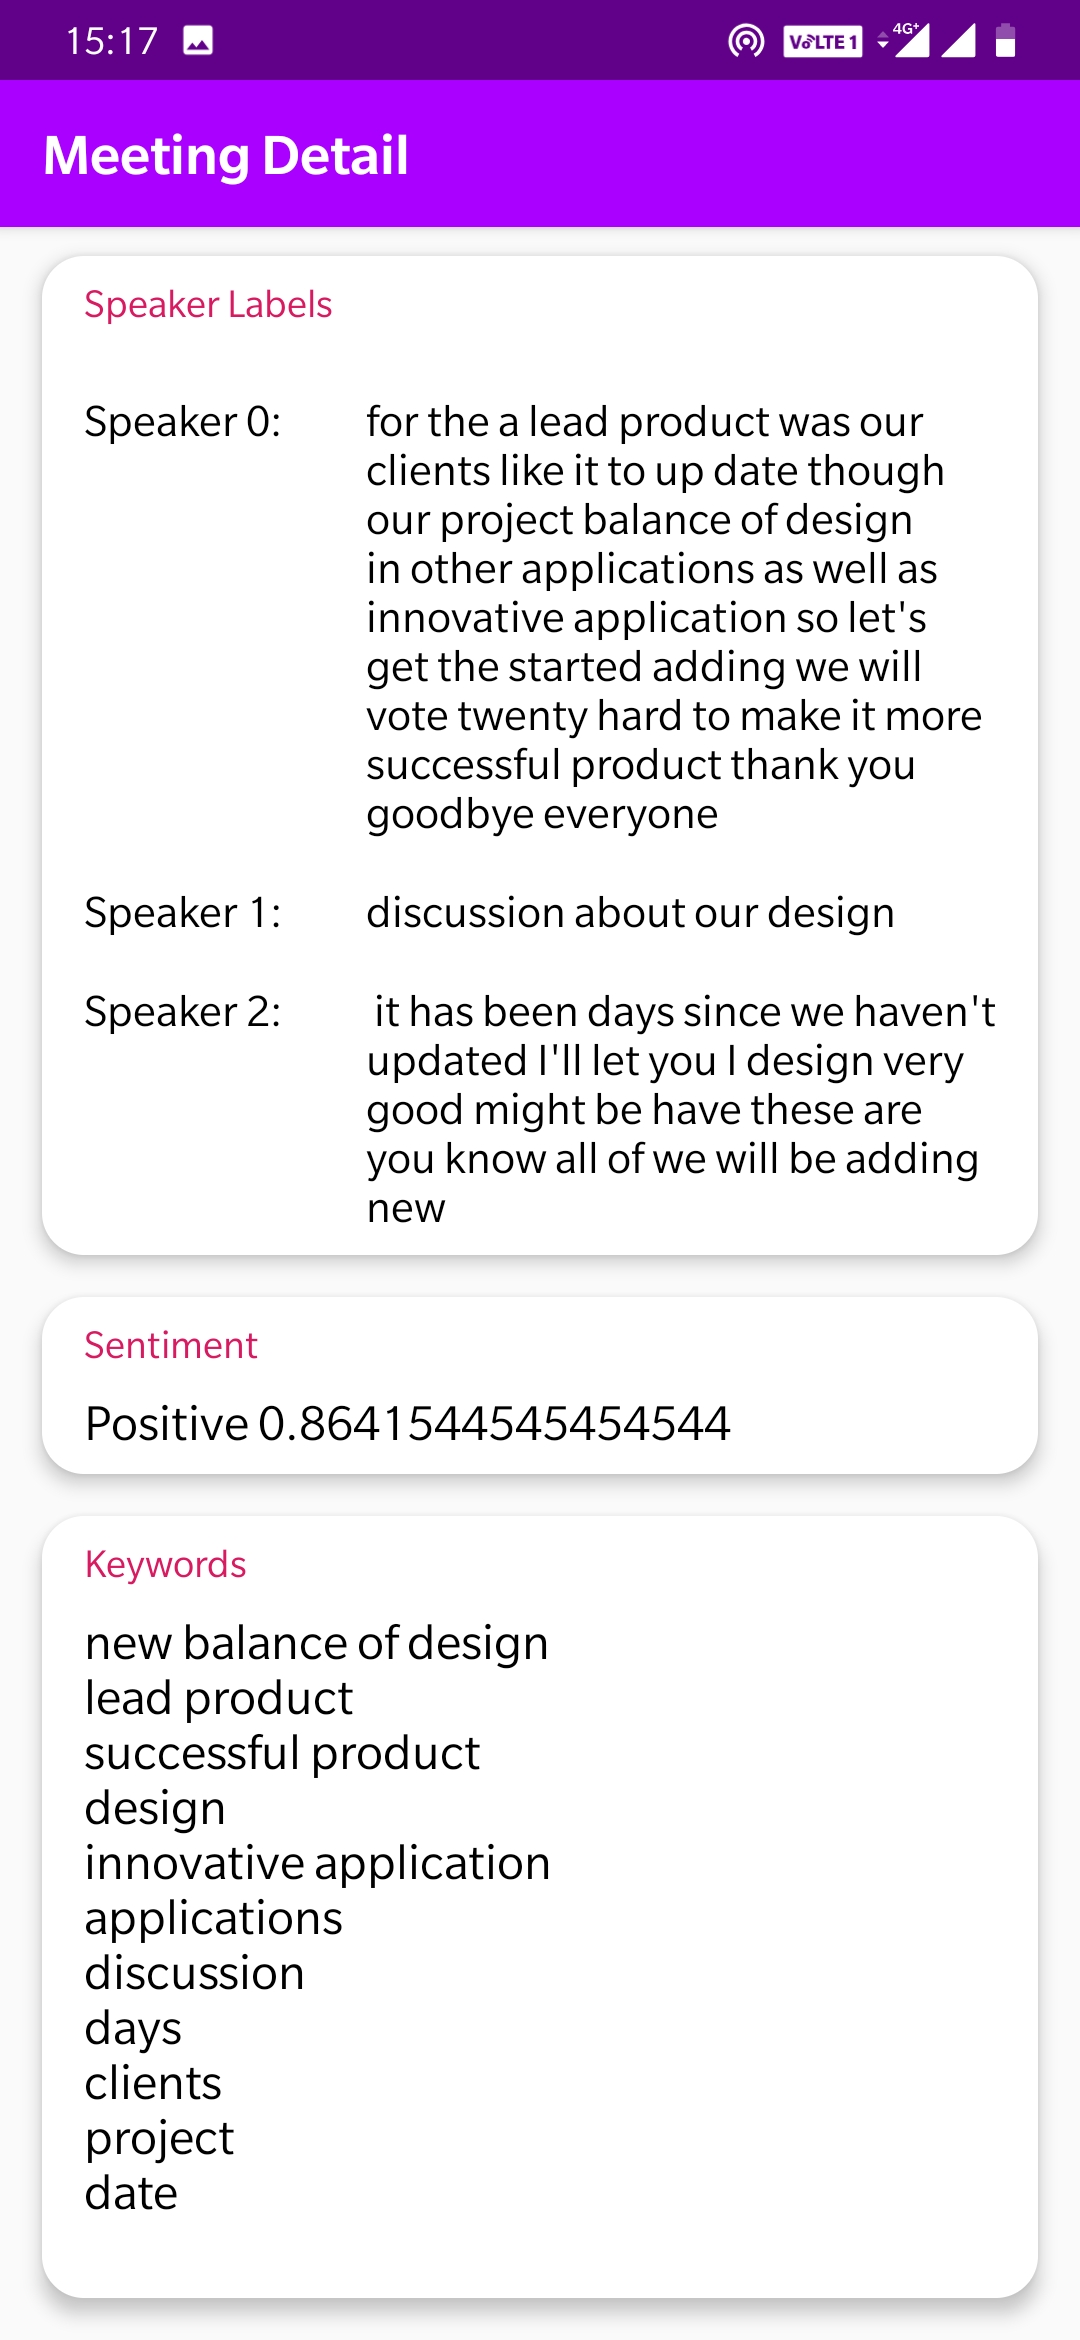 15:17
VoLTE 1
4G+
Meeting Detail
Speaker Labels
Speaker 0: for the a lead product was our
clients like it to up date though
our project balance of design
in other applications as well as
innovative application so let's
get the started adding we will
vote twenty hard to make it more
successful product thank you
goodbye everyone
Speaker 1: discussion about our design
Speaker 2: it has been days since we haven't
updated I'll let you I design very
good might be have these are
you know all of we will be adding
new
Sentiment
Positive 0.8641544545454544
Keywords
new balance of design
lead product
successful product
design
innovative application
applications
discussion
days
clients
project
date